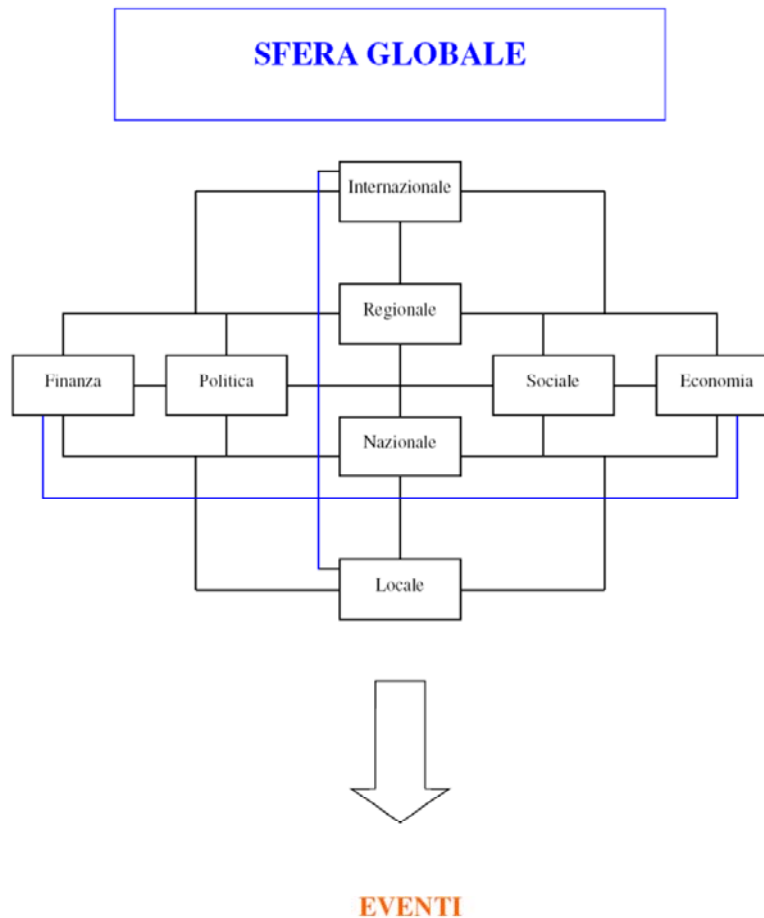 SFERA GLOBALE
Internazionale
Regionale
Finanza
Politica
Sociale
Economia
Nazionale
Locale
EVENTI